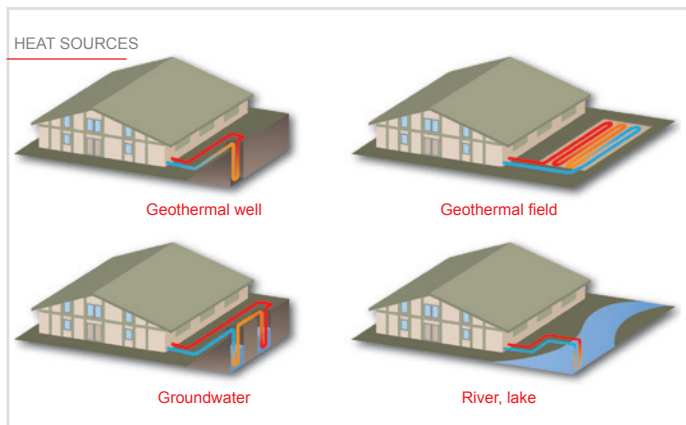 HEAT SOURCES
Geothermal well
Geothermal field
Groundwater
River, lake